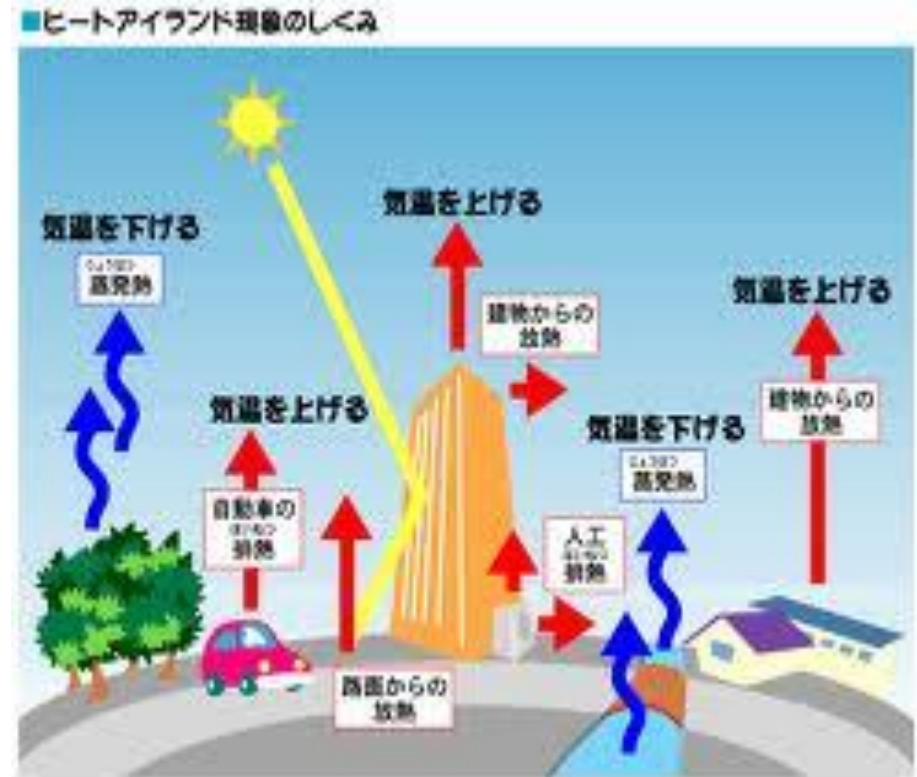 ■ヒートアイランド現象のしくみ
気温を上げる
気温を下げる
じょうはつ
蒸発熱
建物からの
放熱
気温を上げる
建物からの
放熱
気温を上げる
自動車の
はいねつ
排熱
気温を下げる
じょうはつ
蒸発熱
人工
はいねつ
排熱
路面からの
放熱